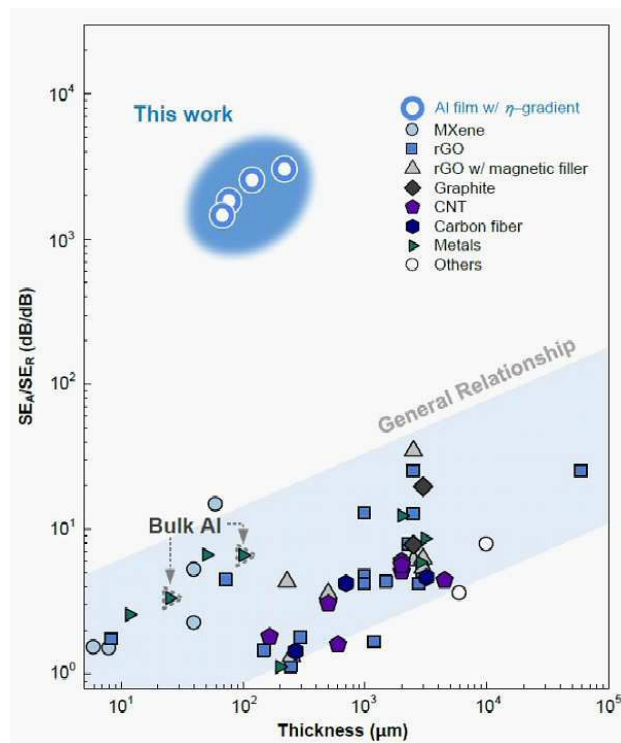 10⁴
10³
10²
10¹
10⁰
SE_A/SE_R (dB/dB)
This work
Al film w/ η–gradient
MXene
rGO
rGO w/ magnetic filler
Graphite
CNT
Carbon fiber
Metals
Others
General Relationship
Bulk Al
10¹ 10² 10³ 10⁴ 10⁵
Thickness (μm)